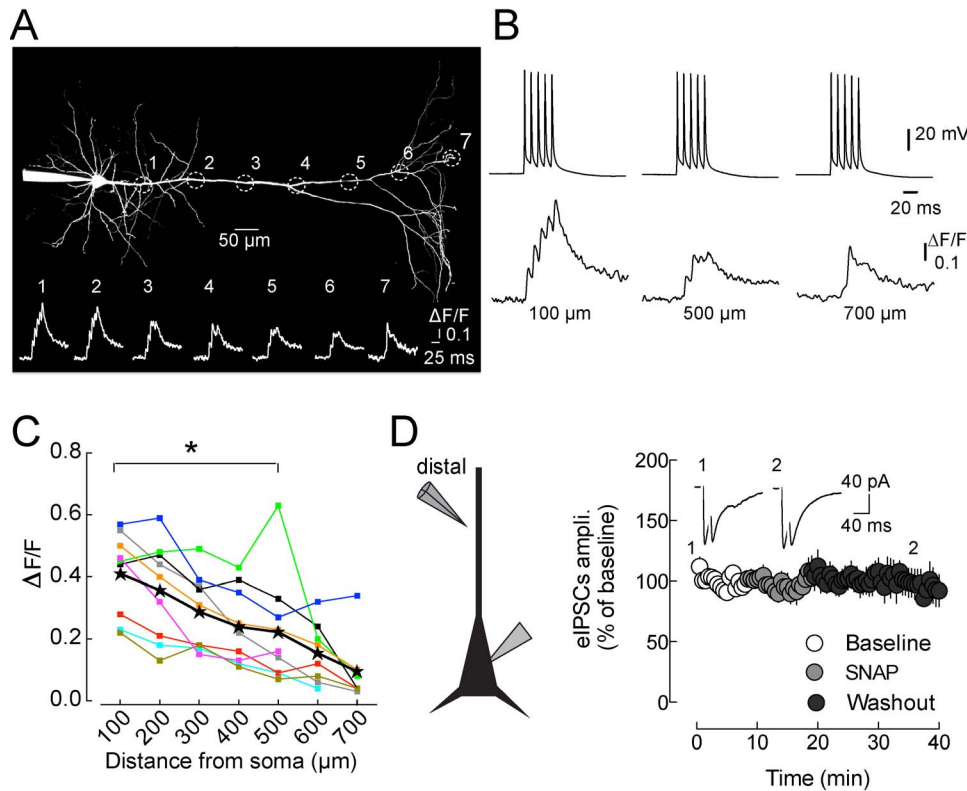 A
1
2
3
4
5
6
7
50 µm
1
2
3
4
5
6
7
ΔF/F
0.1
25 ms
B
20 mV
20 ms
ΔF/F
0.1
100 µm
500 µm
700 µm
C
ΔF/F
0.8
0.6
0.4
0.2
0.0
*
100
200
300
400
500
600
700
Distance from soma (µm)
D
distal
eIPSCs ampli.
(% of baseline)
200
150
100
50
0
1
2
40 pA
40 ms
1
2
Baseline
SNAP
Washout
0
10
20
30
40
Time (min)